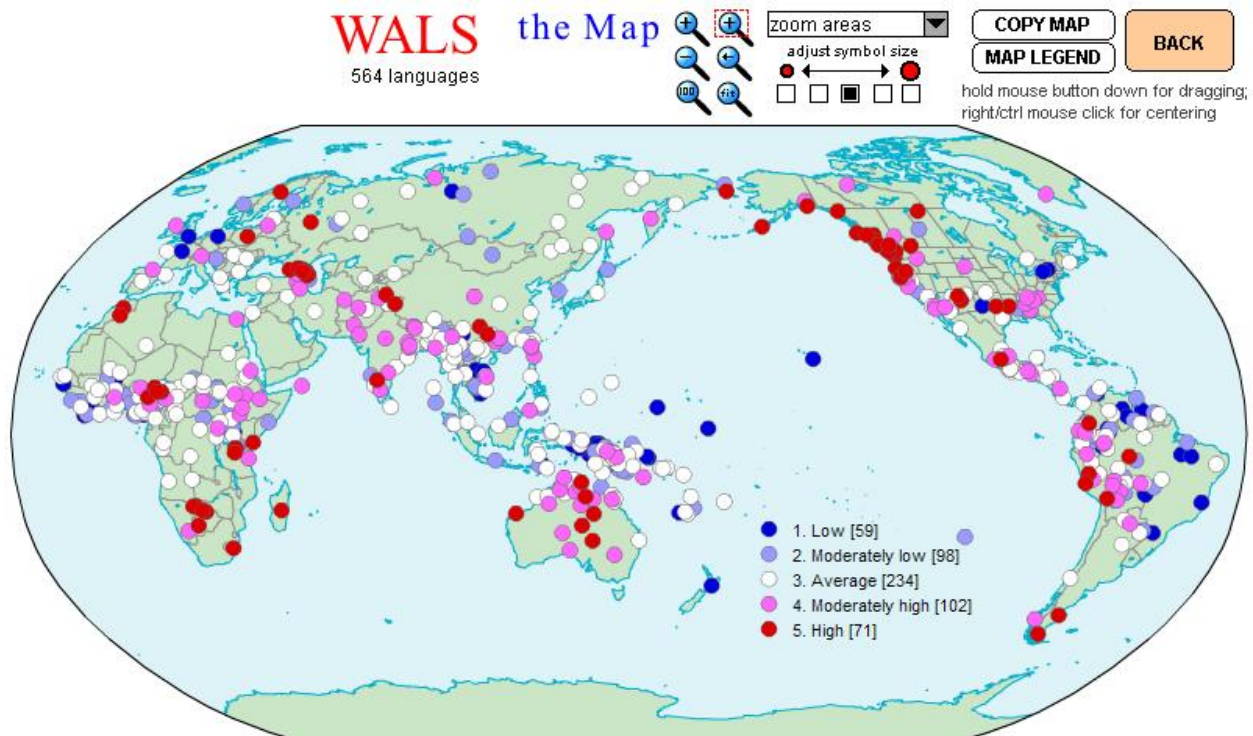 WALS the Map
564 languages
zoom areas
adjust symbol size
100
fit
COPY MAP
MAP LEGEND
BACK
hold mouse button down for dragging;
right/ctrl mouse click for centering
1. Low [59]
2. Moderately low [98]
3. Average [234]
4. Moderately high [102]
5. High [71]